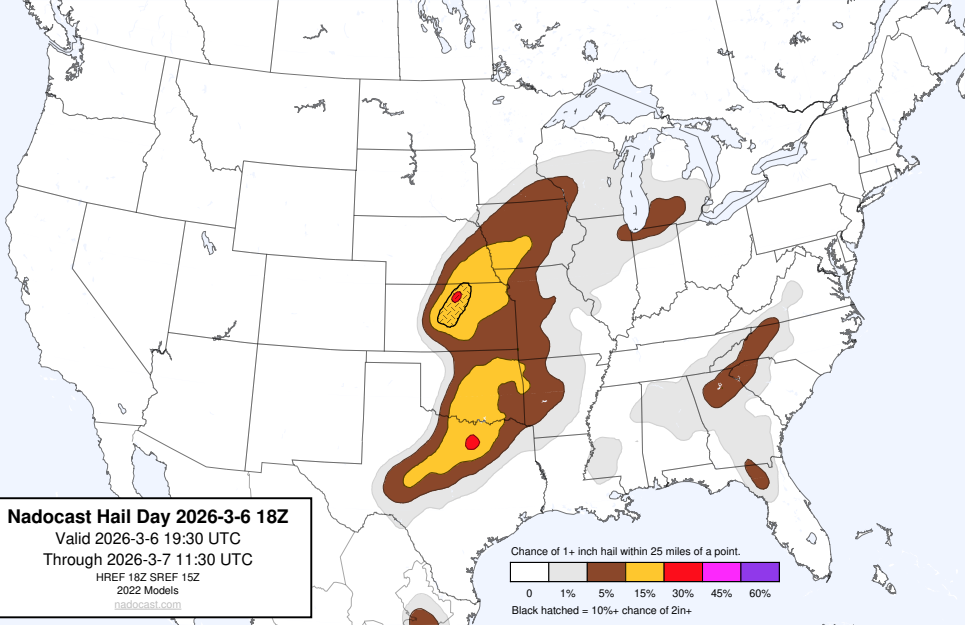 Nadocast Hail Day 2026-3-6 18Z
Valid 2026-3-6 19:30 UTC
Through 2026-3-7 11:30 UTC
HREF 18Z SREF 15Z
2022 Models
nadocast.com
Chance of 1+ inch hail within 25 miles of a point.
0 1% 5% 15% 30% 45% 60%
Black hatched = 10%+ chance of 2in+